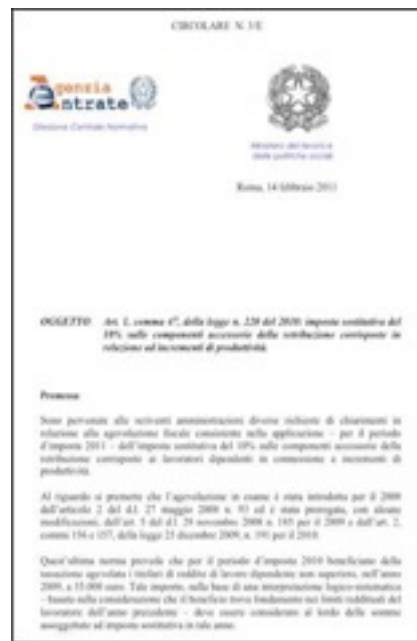 CIRCOLARE N. 3/E
Agenzia
Entrate
Direzione Centrale Normativa
Ministero del lavoro e
delle politiche sociali
Roma, 14 febbraio 2011
OGGETTO: Art. 1, comma 47, della legge n. 220 del 2010: imposta sostitutiva del
10% sulle componenti accessorie della retribuzione corrisposte in
relazione ad incrementi di produttività.
Premessa
Sono pervenute alle scriventi amministrazioni diverse richieste di chiarimenti in
relazione alla agevolazione fiscale consistente nella applicazione – per il periodo
d'imposta 2011 – dell'imposta sostitutiva del 10% sulle componenti accessorie della
retribuzione corrisposte ai lavoratori dipendenti in connessione a incrementi di
produttività.
Al riguardo si premette che l'agevolazione in esame è stata introdotta per il 2008
dall'articolo 2 del d.l. 27 maggio 2008 n. 93 ed è stata prorogata, con alcune
modificazioni, dall'art. 5 del d.l. 29 novembre 2008 n. 185 per il 2009 e dall'art. 2,
commi 156 e 157, della legge 23 dicembre 2009, n. 191 per il 2010.
Quest'ultima norma prevede che per il periodo d'imposta 2010 beneficiano della
tassazione agevolata i titolari di reddito di lavoro dipendente non superiore, nell'anno
2009, a 35.000 euro. Tale importo, sulla base di una interpretazione logico-sistematica
– basata sulla considerazione che il beneficio trova fondamento nei limiti reddituali del
lavoratore dell'anno precedente – deve essere considerato al lordo delle somme
assoggettate ad imposta sostitutiva in tale anno.